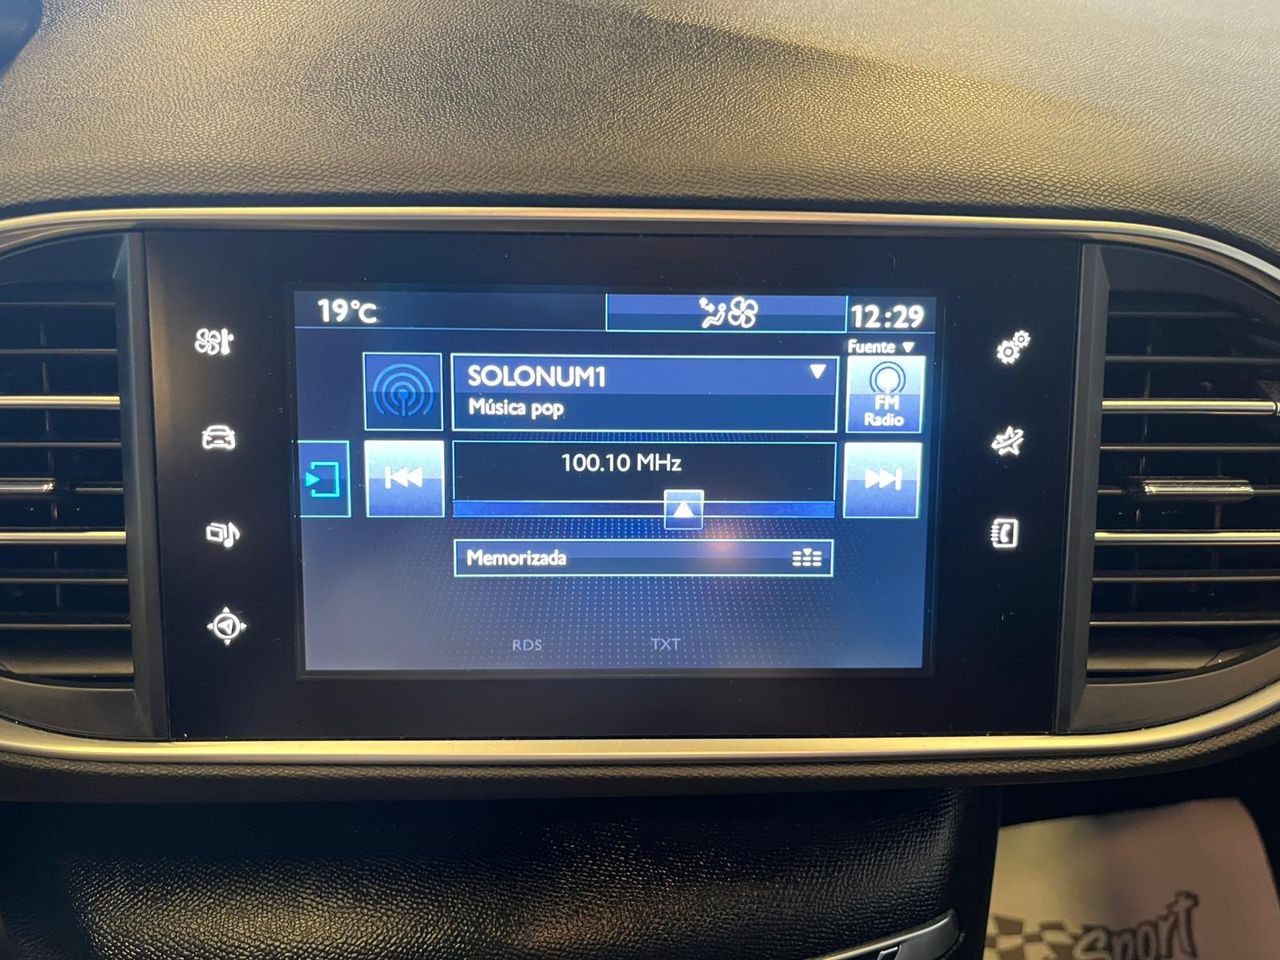 19°C
12:29
Fuente
SOLONUM1
Música pop
FM
Radio
100.10 MHz
Memorizada
RDS
TXT
Sport